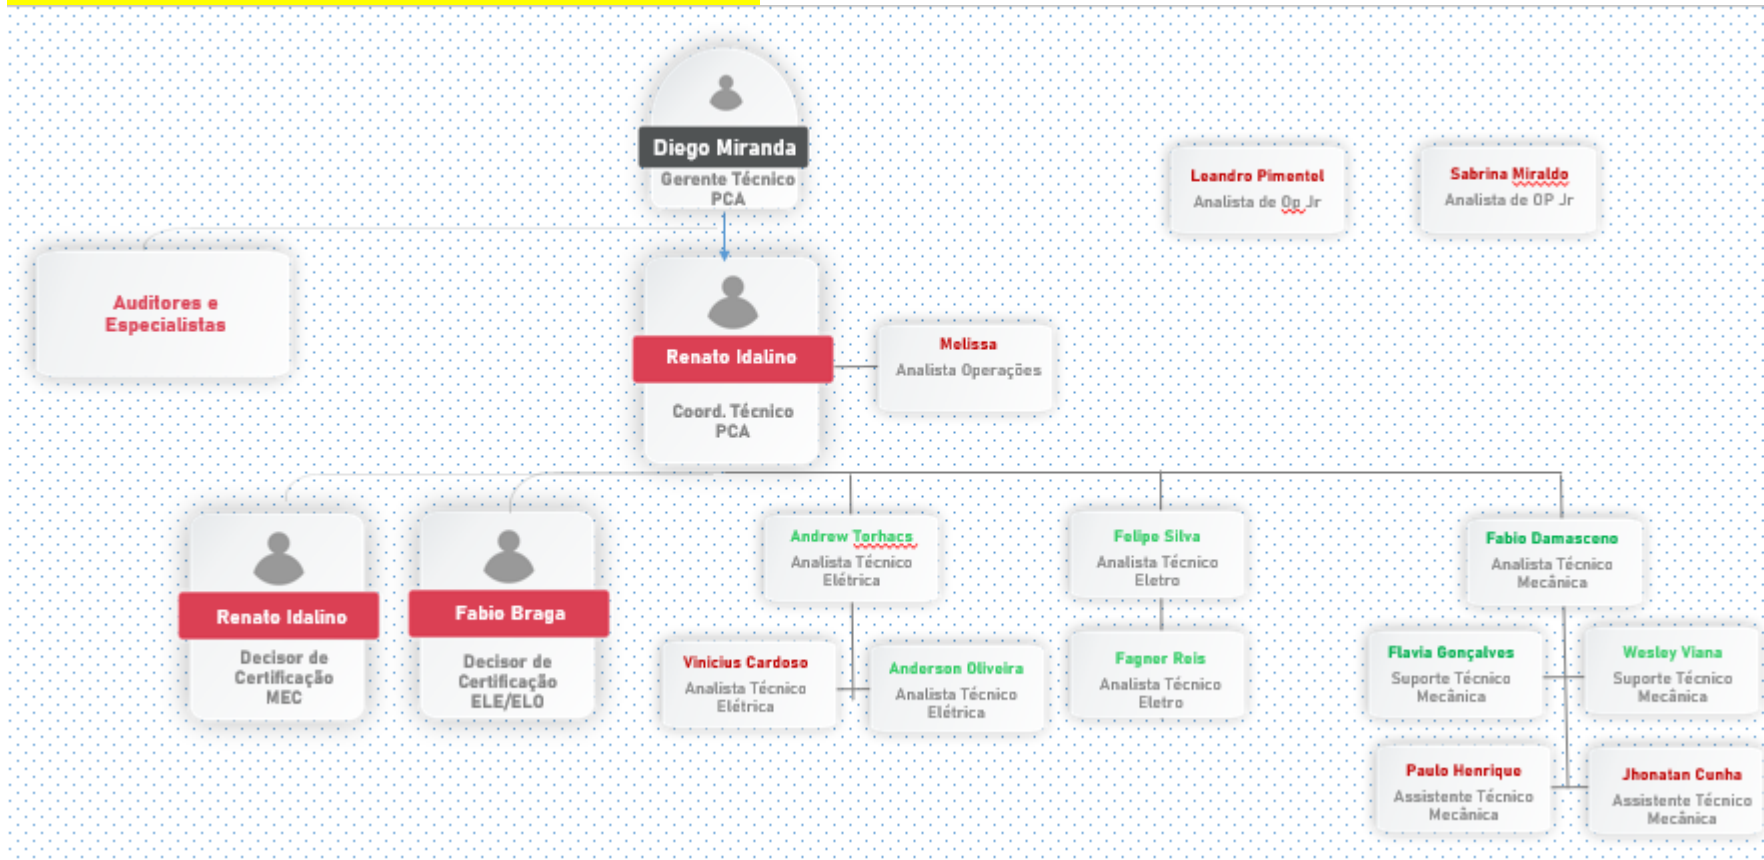 Diego Miranda
Gerente Técnico
PCA
Leandro Pimentel
Analista de Op Jr
Sabrina Miraldo
Analista de OP Jr
Auditores e
Especialistas
Renato Idalino
Coord. Técnico
PCA
Melissa
Analista Operações
Renato Idalino
Decisor de
Certificação
MEC
Fabio Braga
Decisor de
Certificação
ELE/ELO
Andrew Torhacs
Analista Técnico
Elétrica
Felipe Silva
Analista Técnico
Eletro
Fabio Damasceno
Analista Técnico
Mecânica
Vinicius Cardoso
Analista Técnico
Elétrica
Anderson Oliveira
Analista Técnico
Elétrica
Fagner Reis
Analista Técnico
Eletro
Flavia Gonçalves
Suporte Técnico
Mecânica
Wesley Viana
Suporte Técnico
Mecânica
Paulo Henrique
Assistente Técnico
Mecânica
Jhonatan Cunha
Assistente Técnico
Mecânica